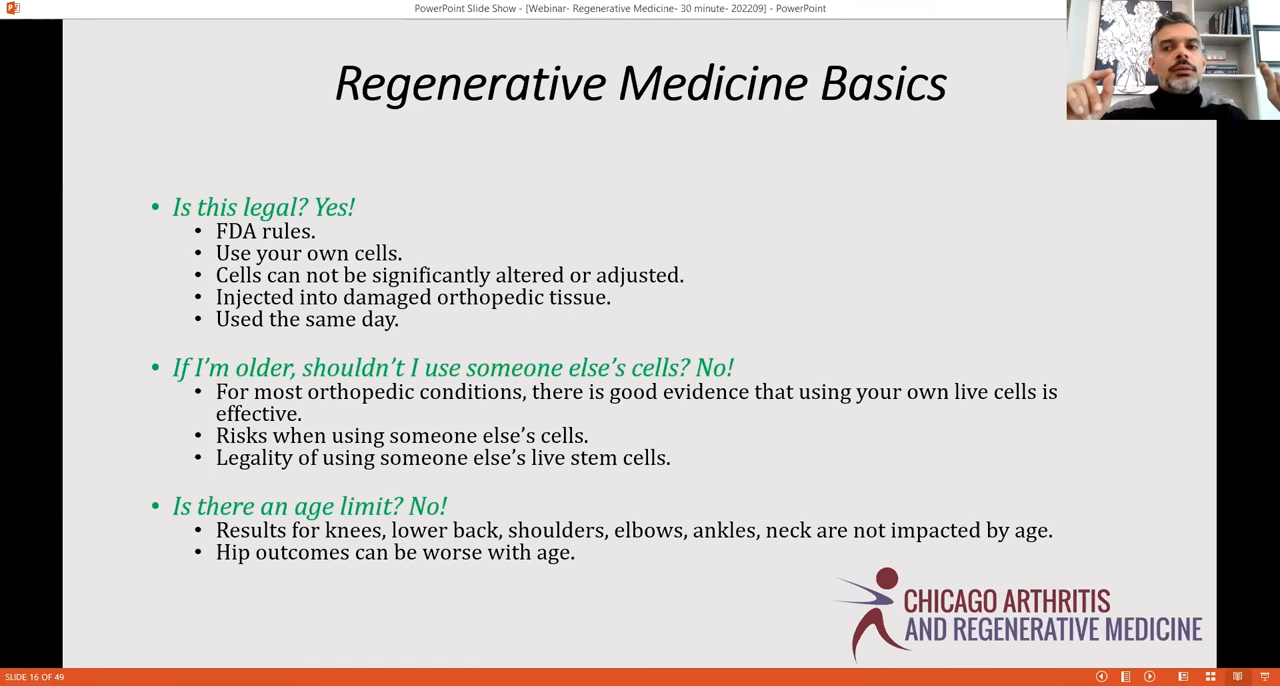 PowerPoint Slide Show - [Webinar- Regenerative Medicine- 30 minute- 202209] - PowerPoint
Regenerative Medicine Basics
• Is this legal? Yes!
• FDA rules.
• Use your own cells.
• Cells can not be significantly altered or adjusted.
• Injected into damaged orthopedic tissue.
• Used the same day.
• If I'm older, shouldn't I use someone else's cells? No!
• For most orthopedic conditions, there is good evidence that using your own live cells is
effective.
• Risks when using someone else's cells.
• Legality of using someone else's live stem cells.
• Is there an age limit? No!
• Results for knees, lower back, shoulders, elbows, ankles, neck are not impacted by age.
• Hip outcomes can be worse with age.
CHICAGO ARTHRITIS
AND REGENERATIVE MEDICINE
SLIDE 16 OF 49